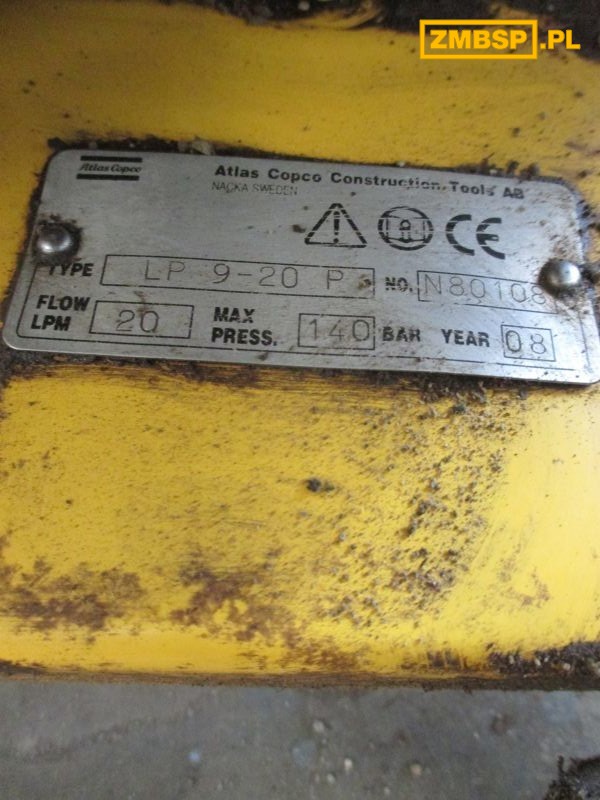 ZMBSP.PL
Atlas Copco
Atlas Copco Construction Tools AB
NACKA SWEDEN
CE
TYPE LP 9-20 P NO.
FLOW LPM 20 MAX PRESS. 140 BAR YEAR 08